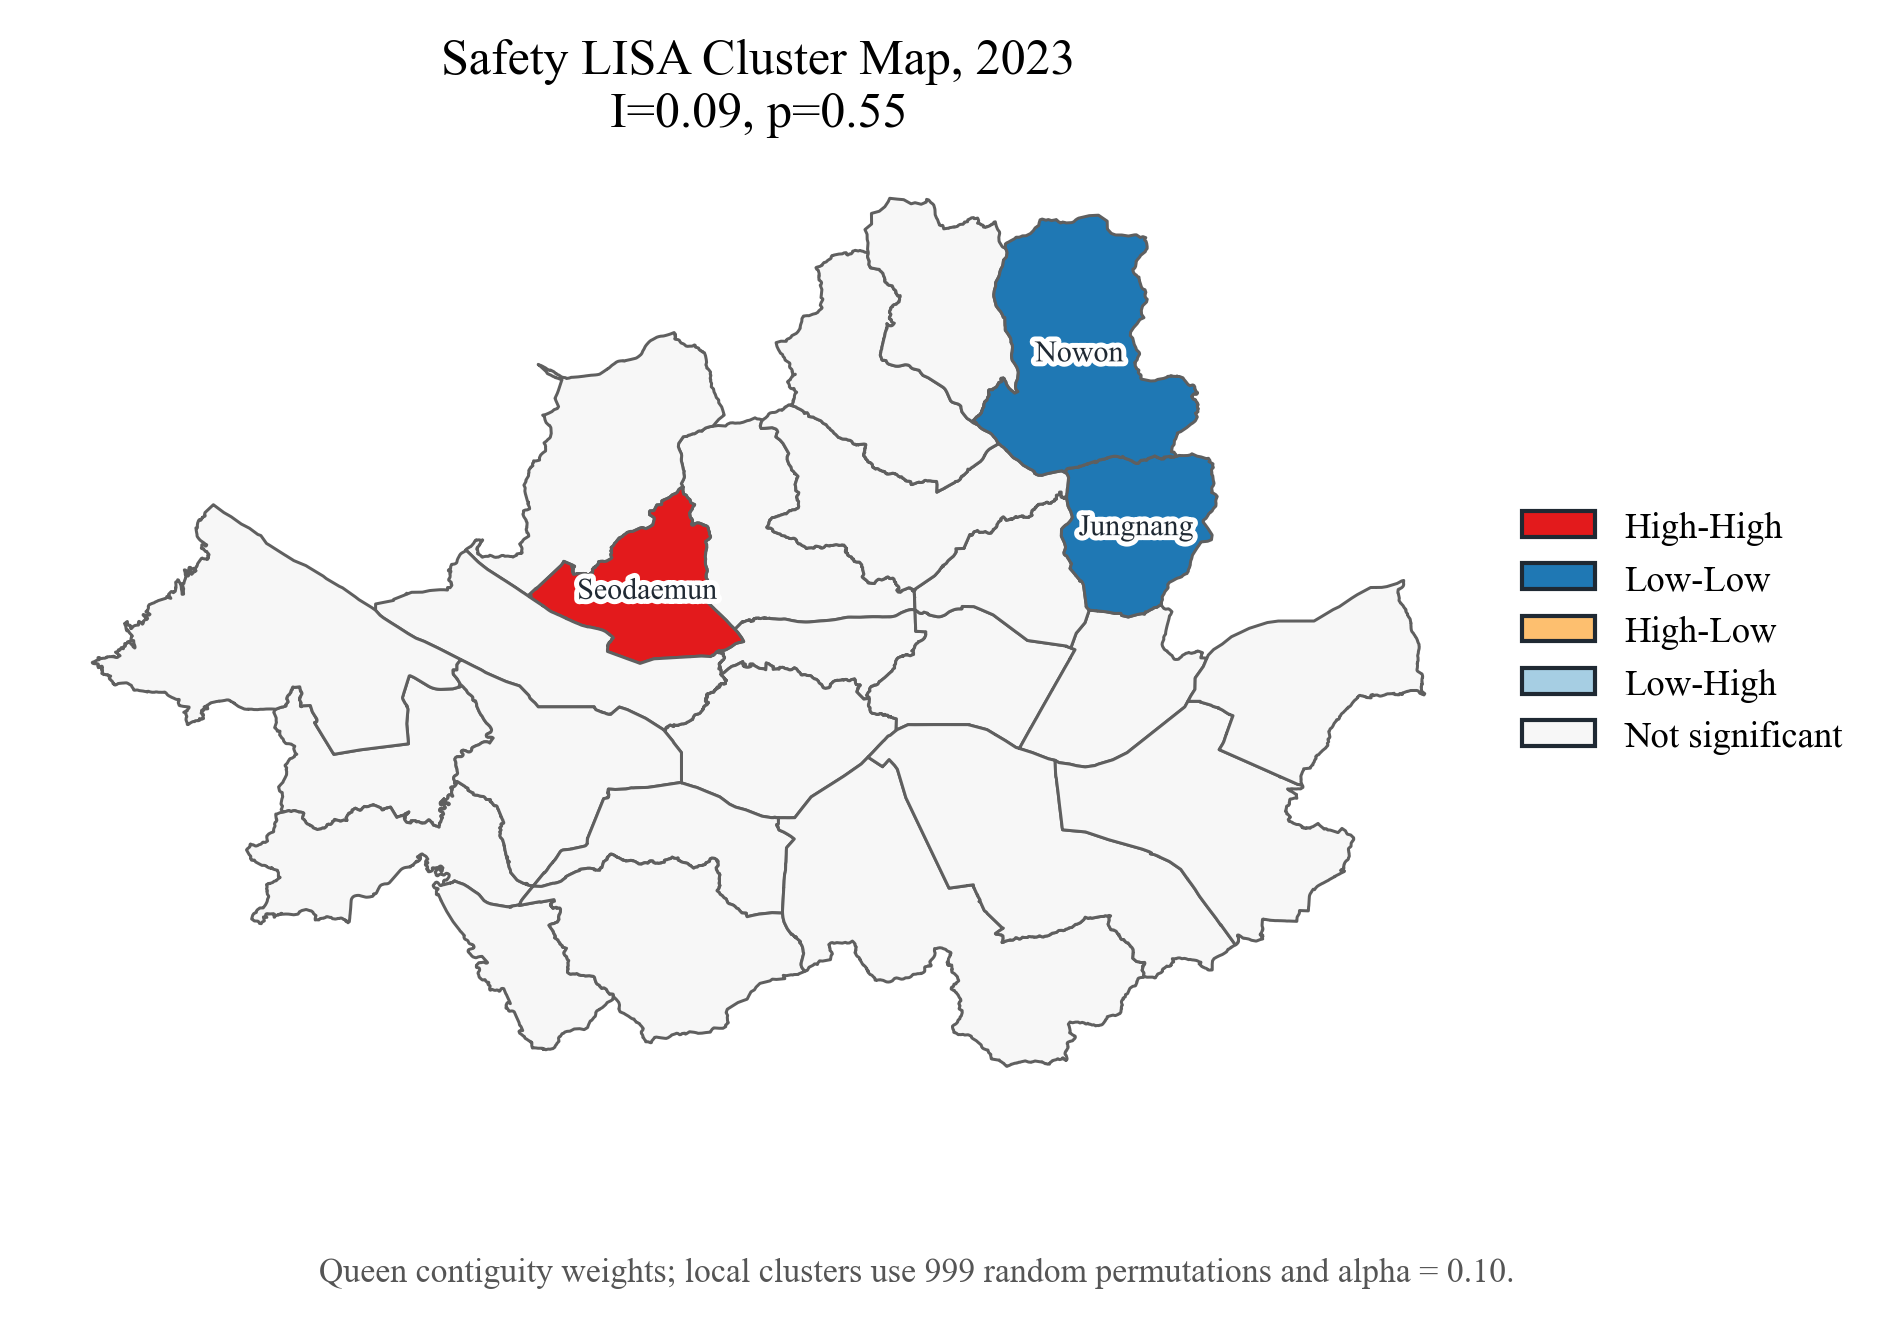 Safety LISA Cluster Map, 2023
I=0.09, p=0.55
Nowon
Jungnang
Seodaemun
High-High
Low-Low
High-Low
Low-High
Not significant
Queen contiguity weights; local clusters use 999 random permutations and alpha = 0.10.